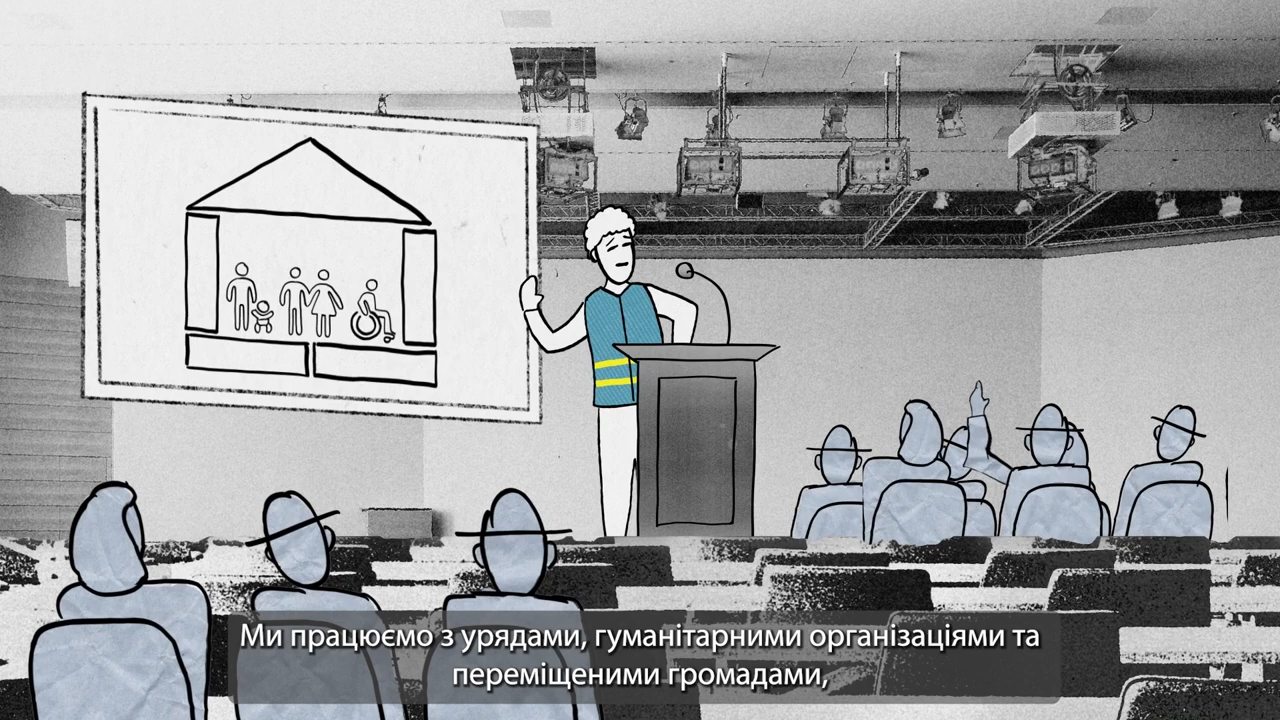 Ми працюємо з урядами, гуманітарними організаціями та
переміщеними громадами,